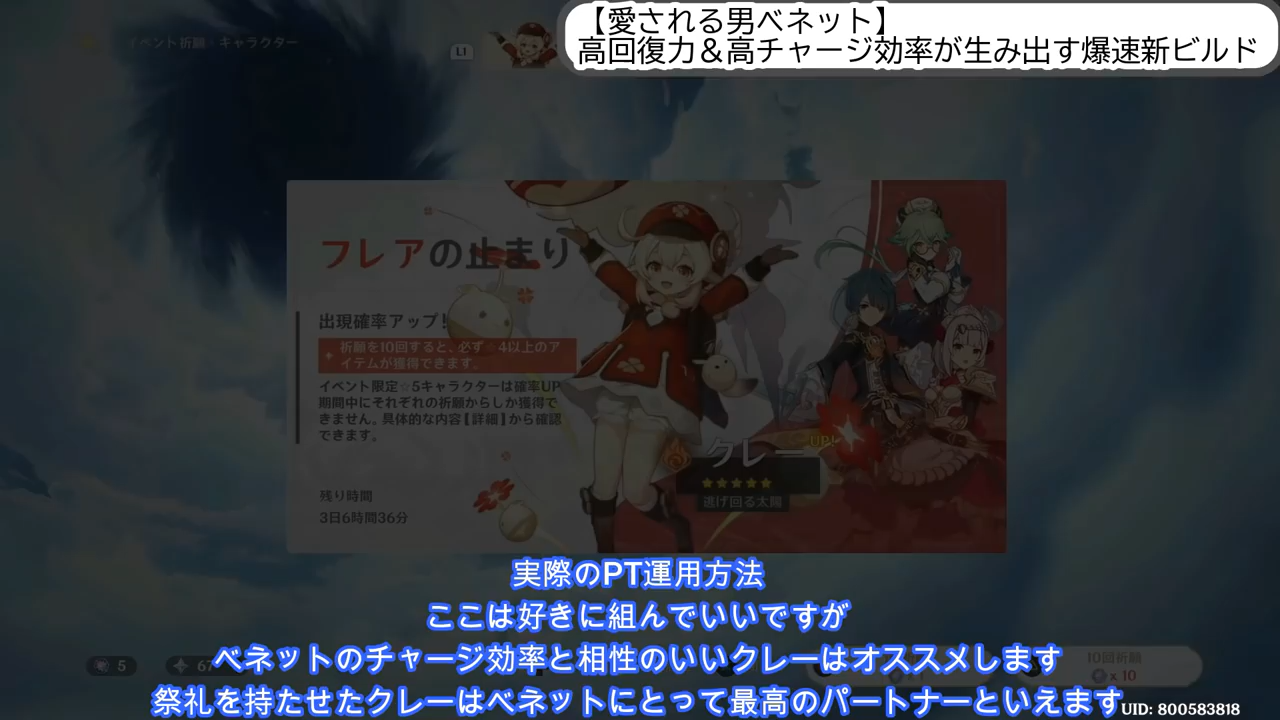 【愛される男ベネット】
高回復力＆高チャージ効率が生み出す爆速新ビルド
イベント祈願・キャラクター
L1
フレアの止まり
出現確率アップ！
祈願を10回すると、必ず☆4以上のア
イテムが獲得できます。
イベント限定☆5キャラクターは確率UP
期間中にそれぞれの祈願からしか獲得で
きません。具体的な内容【詳細】から確認
できます。
残り時間
3日6時間36分
UP!
クレー
★★★★★
逃げ回る太陽
実際のPT運用方法
ここは好きに組んでいいですが
ベネットのチャージ効率と相性のいいクレーはオススメします
祭礼を持たせたクレーはベネットにとって最高のパートナーといえます
5
10回祈願
x 10
UID: 800583818